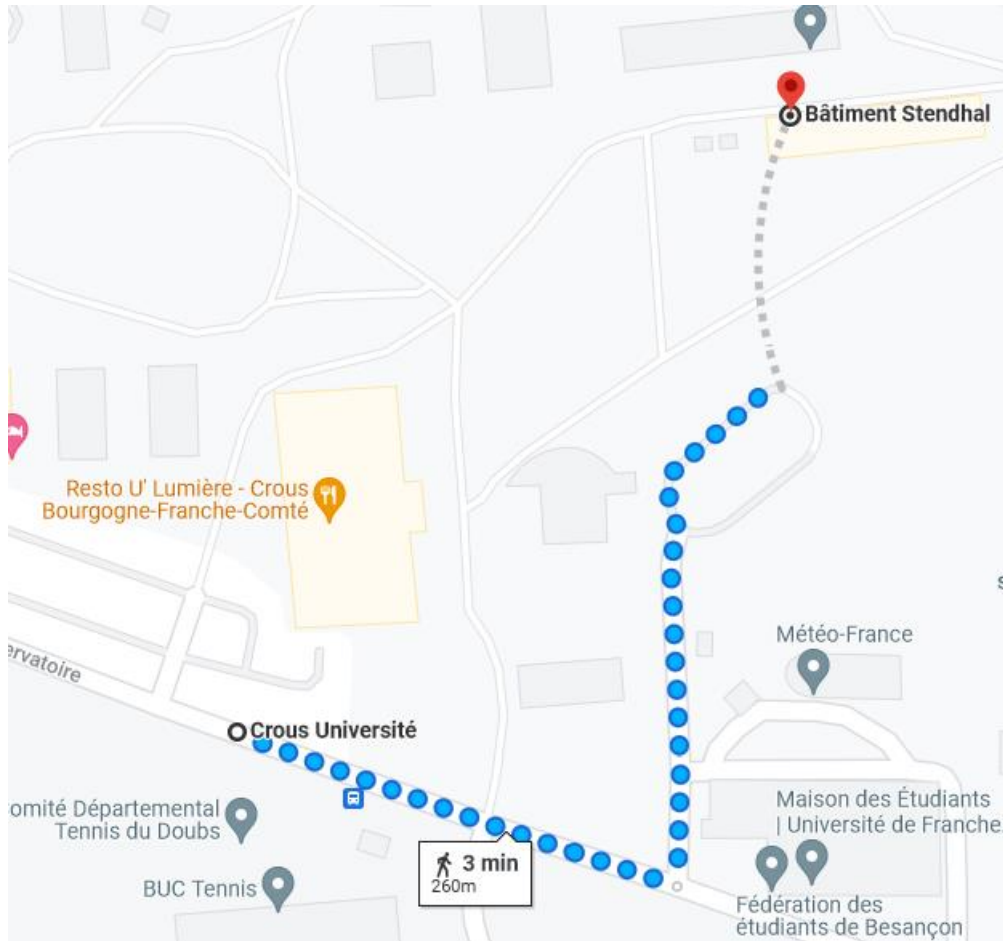 Bâtiment Stendhal
Resto U' Lumière - Crous
Bourgogne-Franche-Comté
s
Météo-France
ervatoire
Crous Université
omité Départemental
Tennis du Doubs
3 min
260m
Maison des Étudiants
| Université de Franche
BUC Tennis
Fédération des
étudiants de Besançon